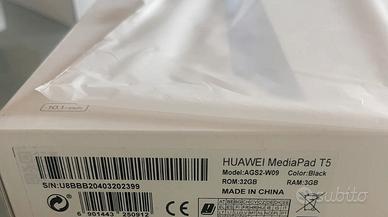 10.1-inch
HUAWEI MediaPad T5
Model:AGS2-W09 Color:Black
ROM:32GB RAM:3GB
MADE IN CHINA
S/N:U8BBB20403202399
6 901443 250912
subito